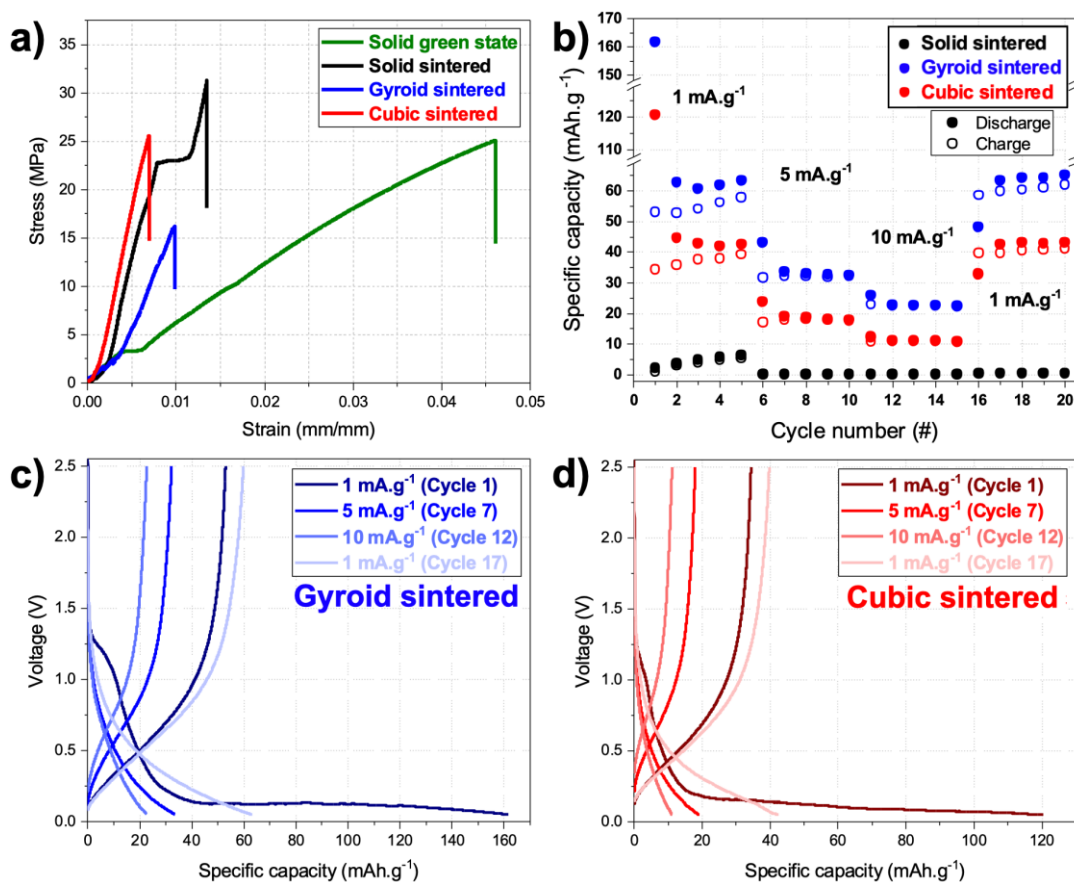 a)
Solid green state
Solid sintered
Gyroid sintered
Cubic sintered
Stress (MPa)
35
30
25
20
15
10
5
0
0.00 0.01 0.02 0.03 0.04 0.05
Strain (mm/mm)
b)
Solid sintered
Gyroid sintered
Cubic sintered
Discharge
Charge
1 mA.g⁻¹
5 mA.g⁻¹
10 mA.g⁻¹
1 mA.g⁻¹
Specific capacity (mAh.g⁻¹)
170
160
150
120
110
60
50
40
30
20
10
0
0 2 4 6 8 10 12 14 16 18 20
Cycle number (#)
c)
1 mA.g⁻¹ (Cycle 1)
5 mA.g⁻¹ (Cycle 7)
10 mA.g⁻¹ (Cycle 12)
1 mA.g⁻¹ (Cycle 17)
Gyroid sintered
Voltage (V)
2.5
2.0
1.5
1.0
0.5
0.0
0 20 40 60 80 100 120 140 160
Specific capacity (mAh.g⁻¹)
d)
1 mA.g⁻¹ (Cycle 1)
5 mA.g⁻¹ (Cycle 7)
10 mA.g⁻¹ (Cycle 12)
1 mA.g⁻¹ (Cycle 17)
Cubic sintered
Voltage (V)
2.5
2.0
1.5
1.0
0.5
0.0
0 20 40 60 80 100 120
Specific capacity (mAh.g⁻¹)